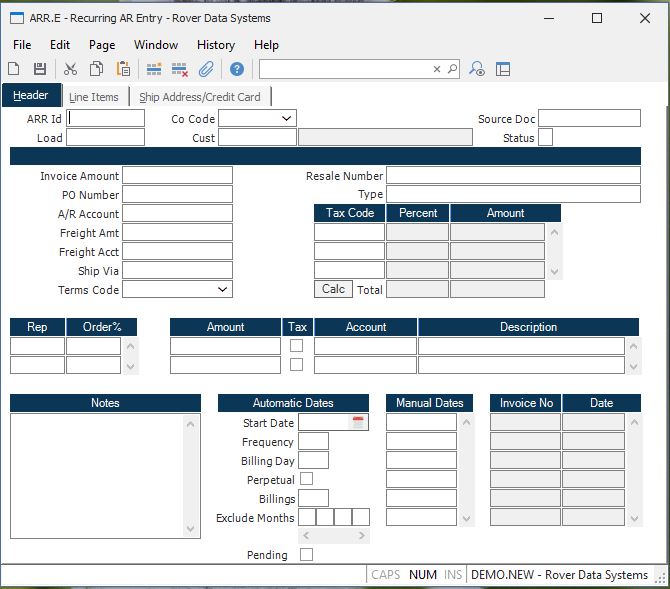 ARR.E - Recurring AR Entry - Rover Data Systems
File Edit Page Window History Help
Header Line Items Ship Address/Credit Card
ARR Id Co Code Source Doc
Load Cust Status
Invoice Amount Resale Number
PO Number Type
A/R Account Tax Code Percent Amount
Freight Amt
Freight Acct
Ship Via
Terms Code Calc Total
Rep Order% Amount Tax Account Description
Notes Automatic Dates Manual Dates Invoice No Date
Start Date
Frequency
Billing Day
Perpetual
Billings
Exclude Months
Pending
CAPS NUM INS DEMO.NEW - Rover Data Systems